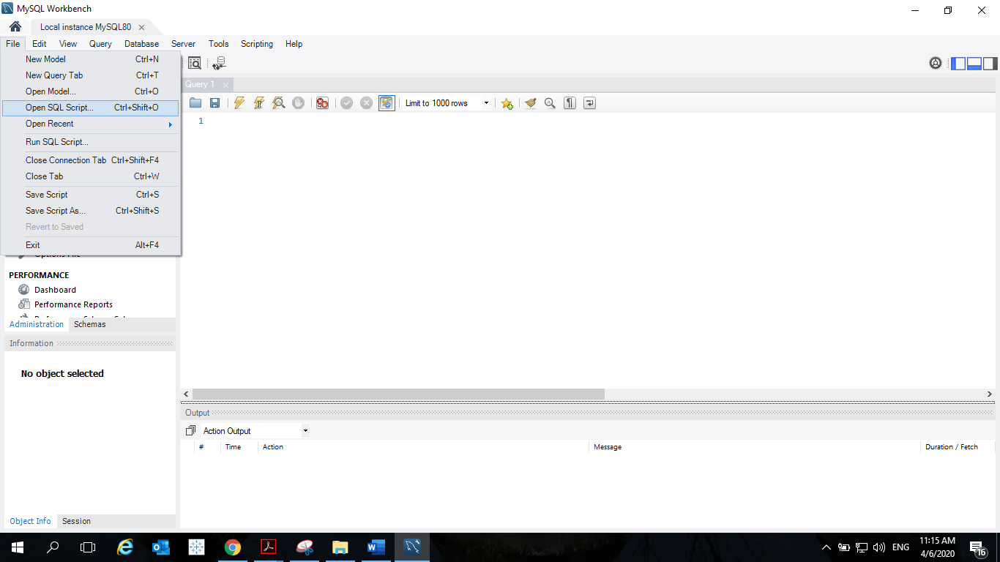 MySQL Workbench
Local instance MySQL80
File Edit View Query Database Server Tools Scripting Help
New Model Ctrl+N
New Query Tab Ctrl+T
Open Model... Ctrl+O
Open SQL Script... Ctrl+Shift+O
Open Recent
Run SQL Script...
Close Connection Tab Ctrl+Shift+F4
Close Tab Ctrl+W
Save Script Ctrl+S
Save Script As... Ctrl+Shift+S
Revert to Saved
Exit Alt+F4
Query 1
Limit to 1000 rows
1
Options File
PERFORMANCE
Dashboard
Performance Reports
Administration Schemas
Information
No object selected
Object Info Session
Output
Action Output
# Time Action Message Duration / Fetch
ENG
11:15 AM
4/6/2020
16